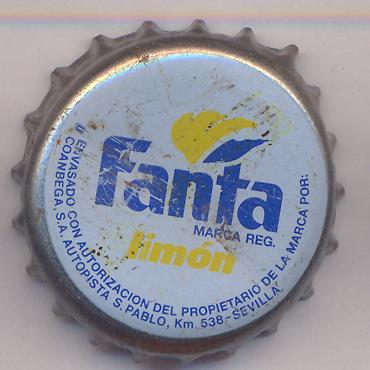 Fanta
MARCA REG.
limón
ENVASADO CON AUTORIZACION DEL PROPIETARIO DE LA MARCA POR:
COANBEGA, S.A. AUTOPISTA S. PABLO, Km 538-SEVILLA